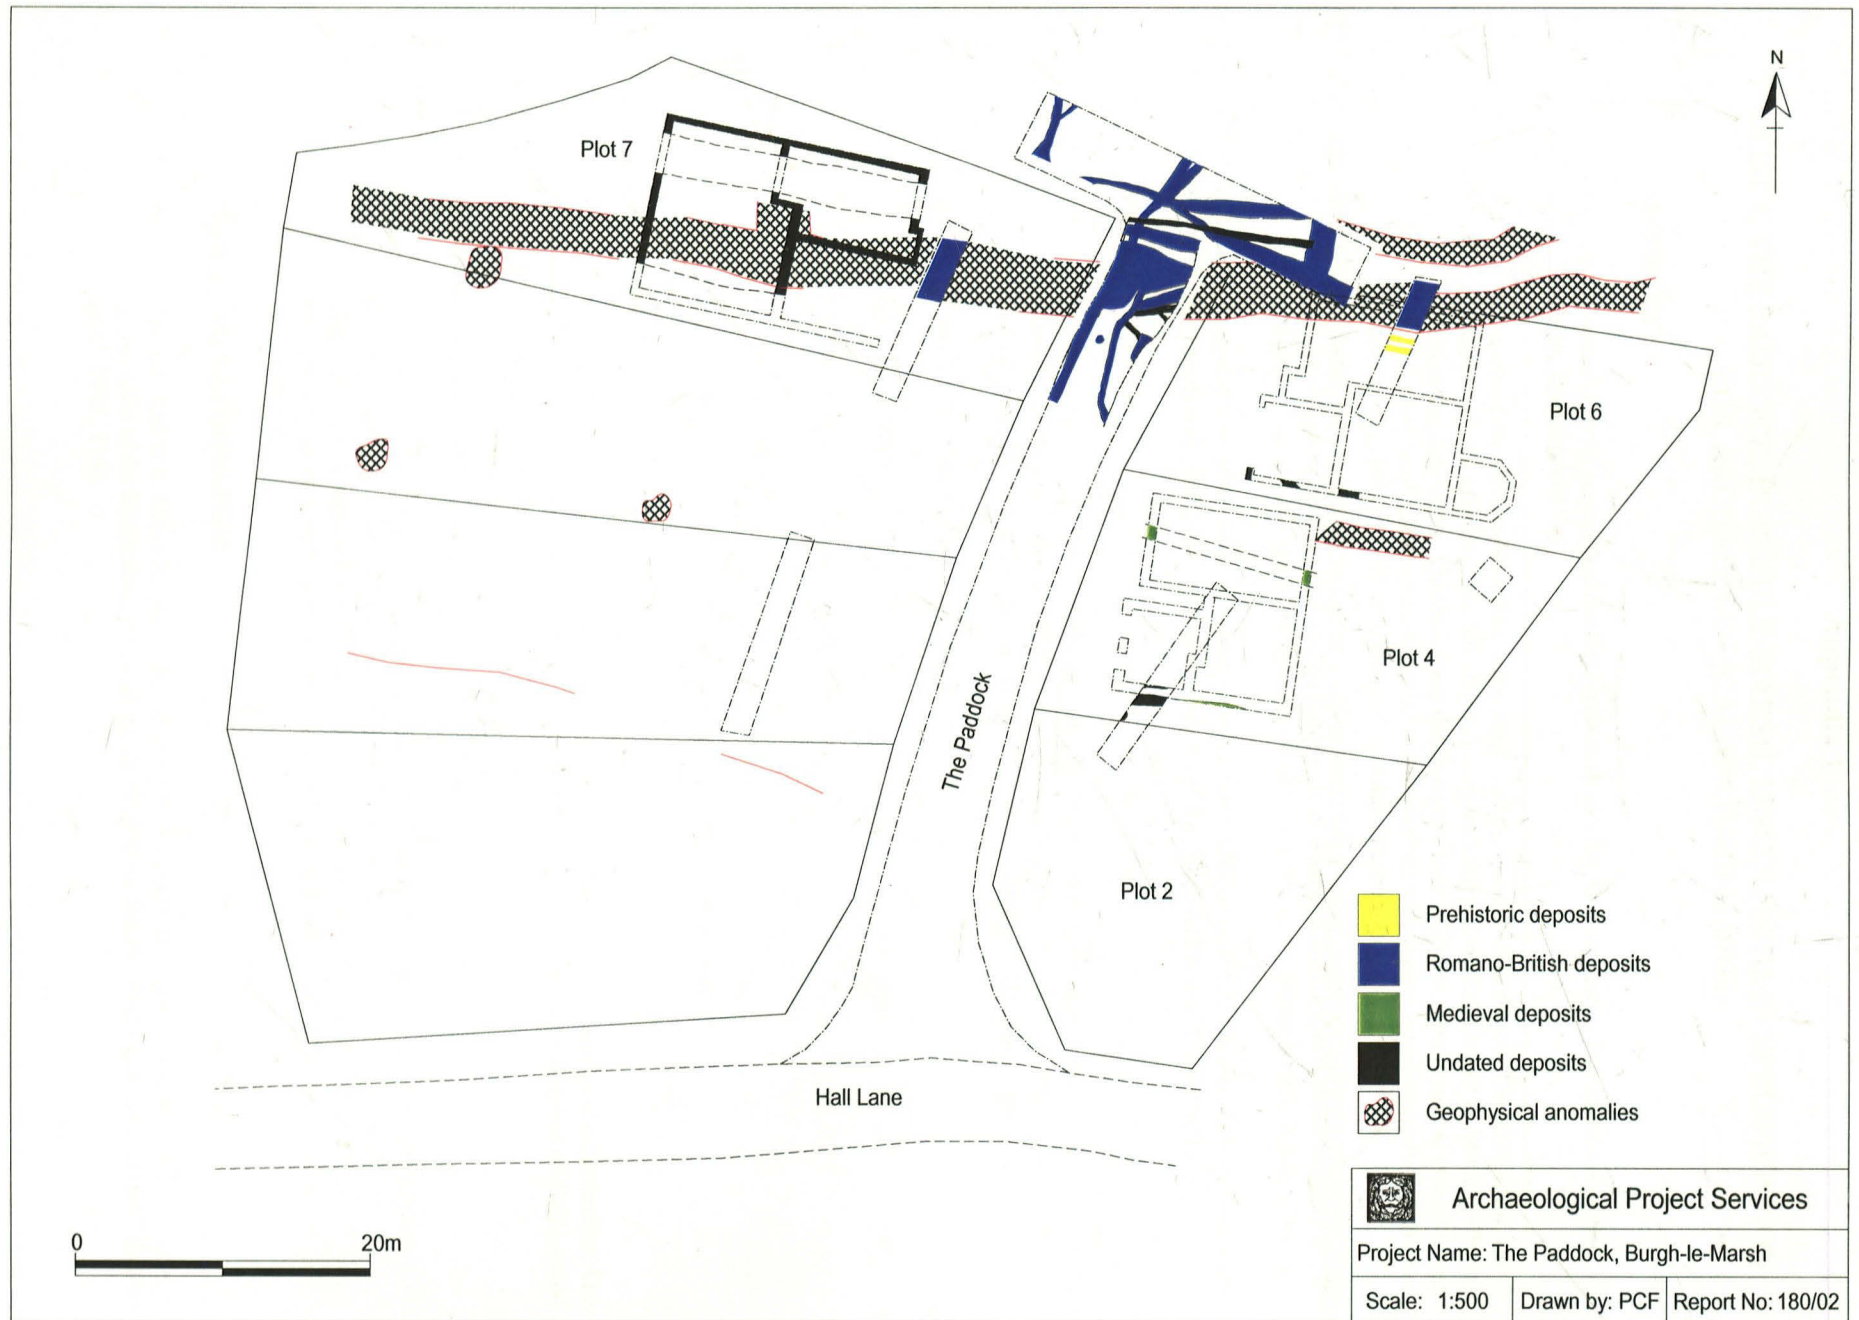 N
Plot 7
Plot 6
Plot 4
The Paddock
Plot 2
Prehistoric deposits
Romano-British deposits
Medieval deposits
Undated deposits
Geophysical anomalies
Hall Lane
0 20m
Archaeological Project Services
Project Name: The Paddock, Burgh-le-Marsh
Scale: 1:500 Drawn by: PCF Report No: 180/02